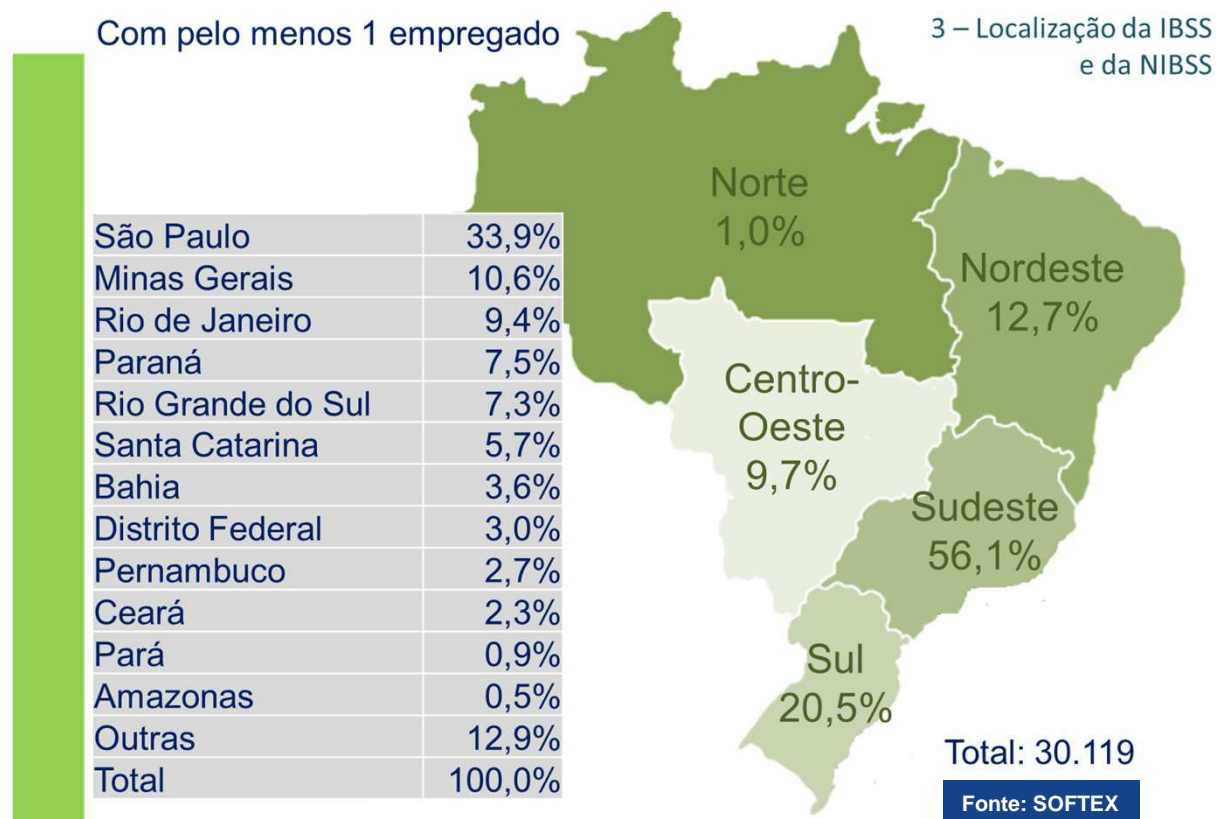 Com pelo menos 1 empregado
3 – Localização da IBSS
e da NIBSS
São Paulo 33,9%
Minas Gerais 10,6%
Rio de Janeiro 9,4%
Paraná 7,5%
Rio Grande do Sul 7,3%
Santa Catarina 5,7%
Bahia 3,6%
Distrito Federal 3,0%
Pernambuco 2,7%
Ceará 2,3%
Pará 0,9%
Amazonas 0,5%
Outras 12,9%
Total 100,0%
Norte
1,0%
Nordeste
12,7%
Centro-
Oeste
9,7%
Sudeste
56,1%
Sul
20,5%
Total: 30.119
Fonte: SOFTEX